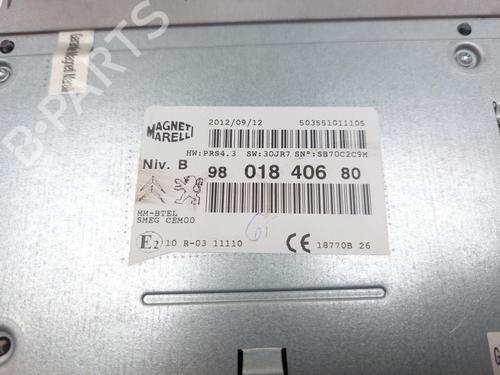 MAGNETI
MARELLI
2012/09/12 503551011105
HW:PRS4.3 SW:30JR7 SN°:SB70C2C9M
Niv. B 98 018 406 80
MM-BTEL
SMEG CEM00
E2 10 R-03 11110 61 CE 18770B 26